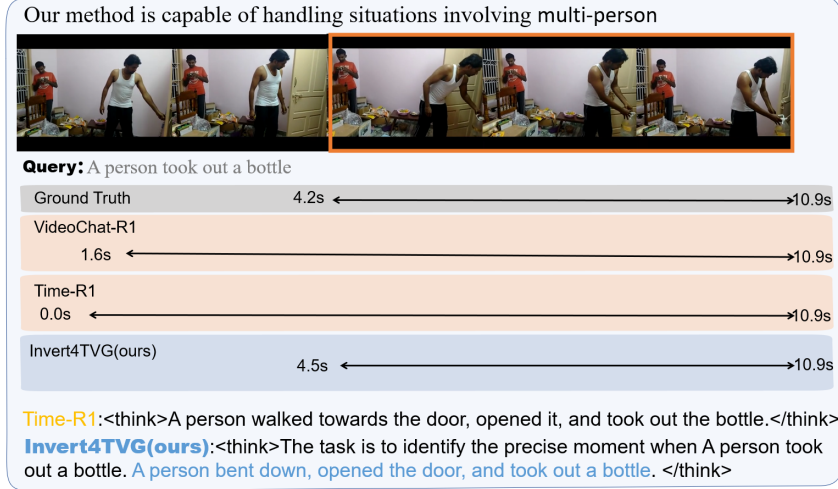 Our method is capable of handling situations involving multi-person
Query: A person took out a bottle
Ground Truth 4.2s 10.9s
VideoChat-R1
1.6s 10.9s
Time-R1
0.0s 10.9s
Invert4TVG(ours)
4.5s 10.9s
Time-R1:<think>A person walked towards the door, opened it, and took out the bottle.</think>
Invert4TVG(ours):<think>The task is to identify the precise moment when A person took
out a bottle. A person bent down, opened the door, and took out a bottle. </think>